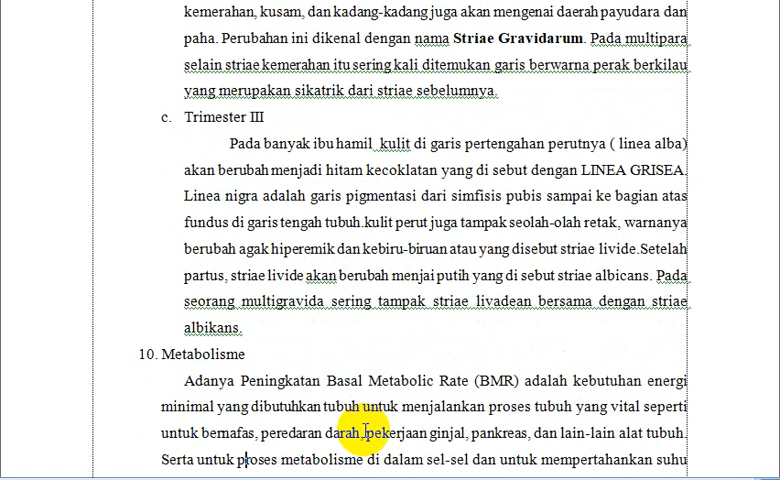 kemerahan, kusam, dan kadang-kadang juga akan mengenai daerah payudara dan
paha. Perubahan ini dikenal dengan nama Striae Gravidarum. Pada multipara
selain striae kemerahan itu sering kali ditemukan garis berwarna perak berkilau
yang merupakan sikatrik dari striae sebelumnya.
c. Trimester III
Pada banyak ibu hamil kulit di garis pertengahan perutnya ( linea alba)
akan berubah menjadi hitam kecoklatan yang di sebut dengan LINEA GRISEA.
Linea nigra adalah garis pigmentasi dari simfisis pubis sampai ke bagian atas
fundus di garis tengah tubuh.kulit perut juga tampak seolah-olah retak, warnanya
berubah agak hiperemik dan kebiru-biruan atau yang disebut striae livide.Setelah
partus, striae livide akan berubah menjai putih yang di sebut striae albicans. Pada
seorang multigravida sering tampak striae livadean bersama dengan striae
albikans.
10. Metabolisme
Adanya Peningkatan Basal Metabolic Rate (BMR) adalah kebutuhan energi
minimal yang dibutuhkan tubuh untuk menjalankan proses tubuh yang vital seperti
untuk bernafas, peredaran darah, pekerjaan ginjal, pankreas, dan lain-lain alat tubuh.
Serta untuk proses metabolisme di dalam sel-sel dan untuk mempertahankan suhu